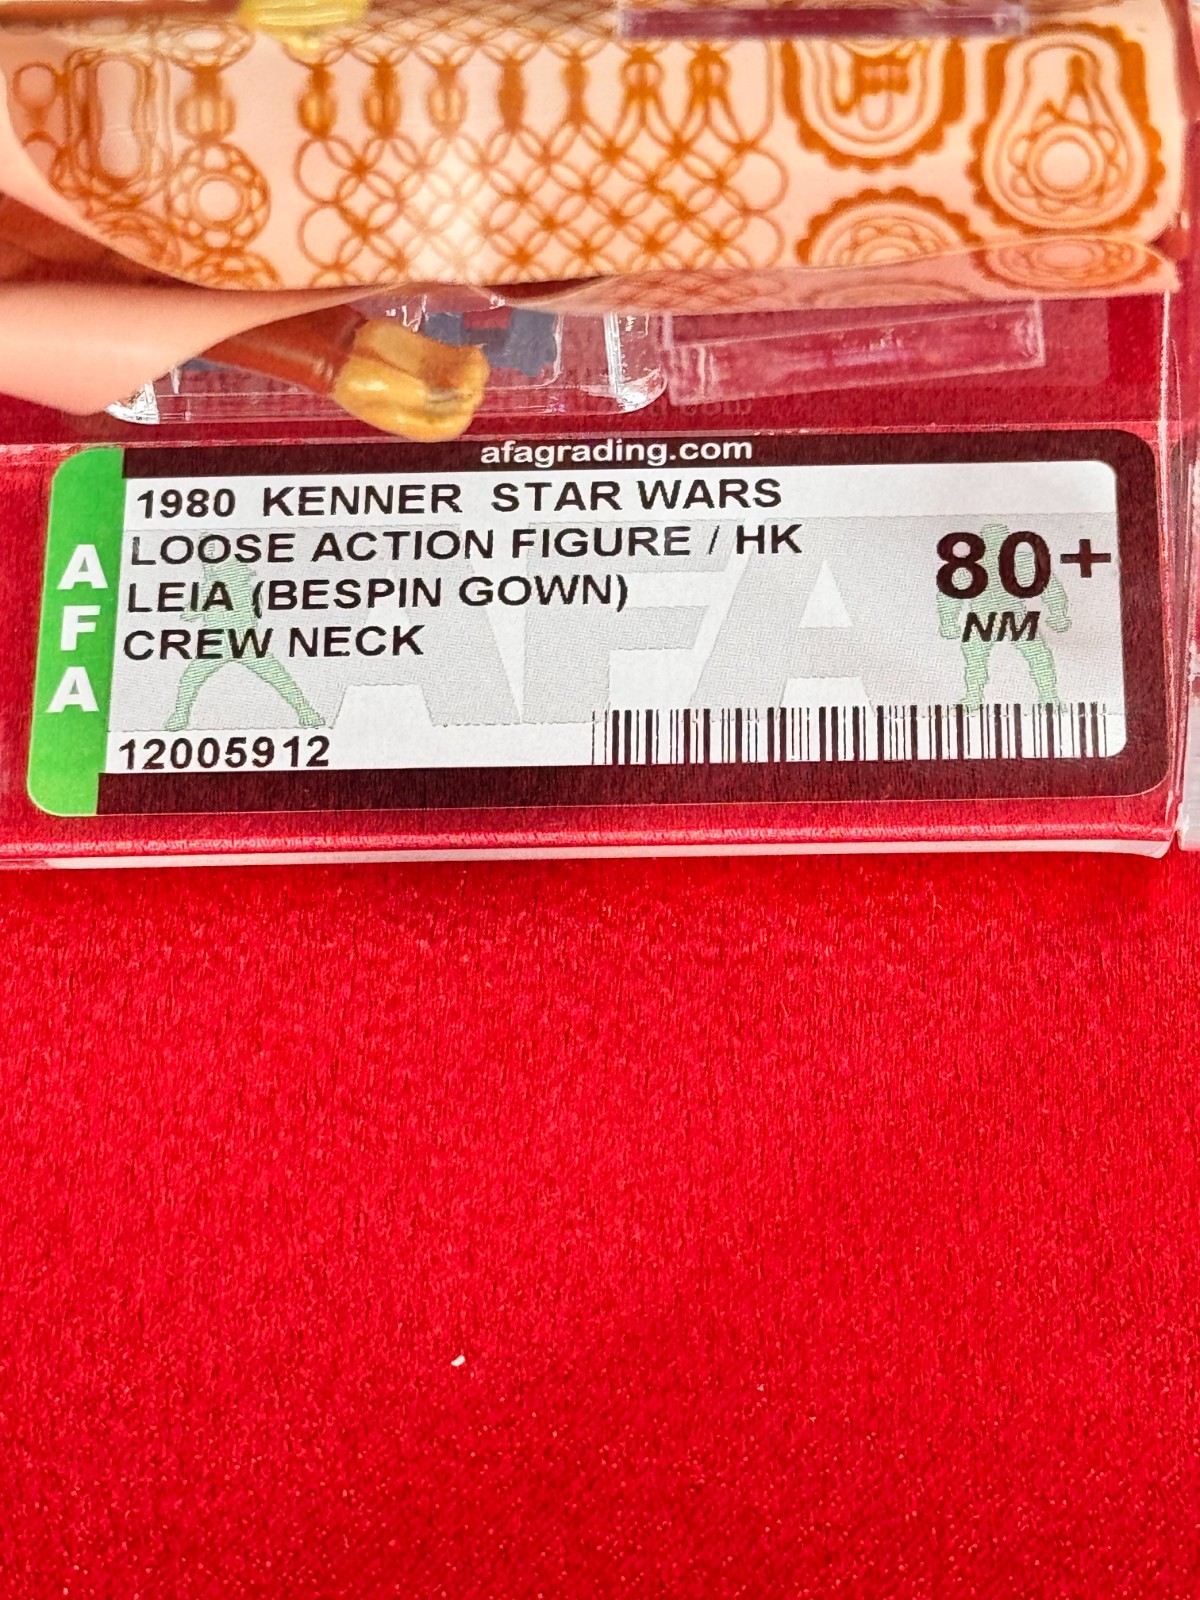 afagrading.com
1980 KENNER STAR WARS
LOOSE ACTION FIGURE / HK
LEIA (BESPIN GOWN)
CREW NECK
80+
NM
AFA
12005912